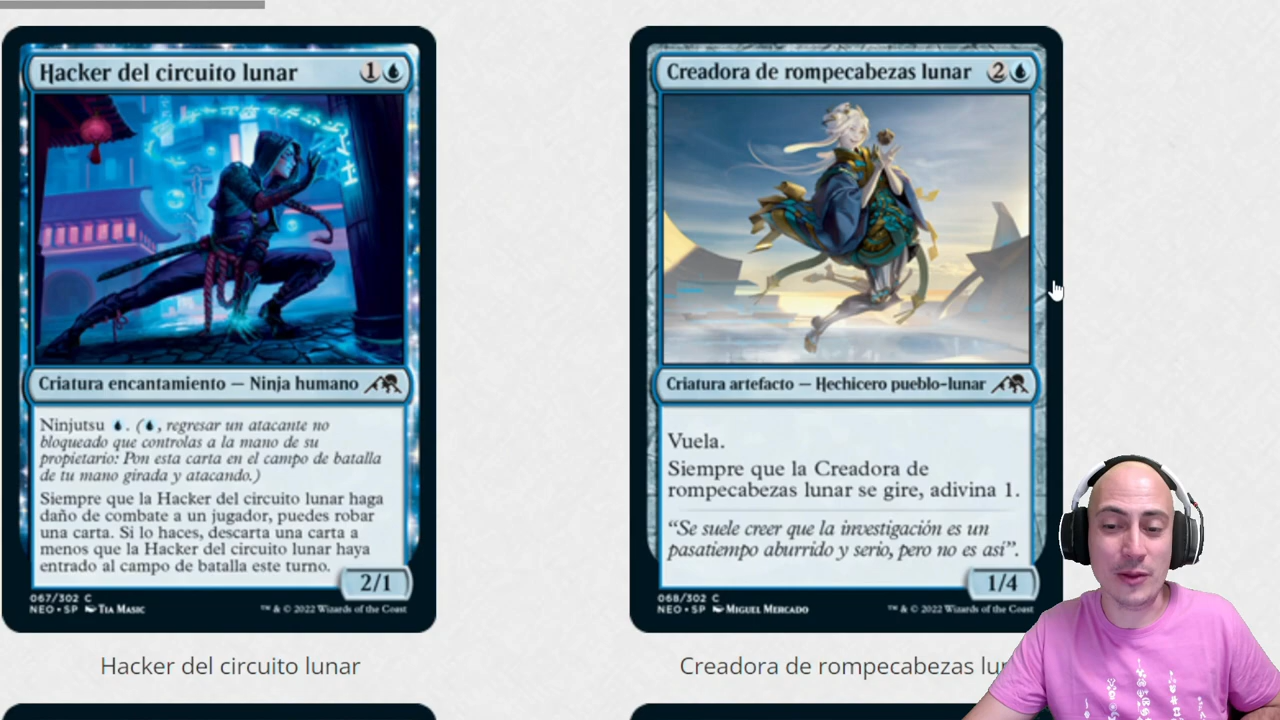 Hacker del circuito lunar 1
Criatura encantamiento — Ninja humano
Ninjutsu . ( , regresar un atacante no
bloqueado que controlas a la mano de su
propietario: Pon esta carta en el campo de batalla
de tu mano girada y atacando.)
Siempre que la Hacker del circuito lunar haga
daño de combate a un jugador, puedes robar
una carta. Si lo haces, descarta una carta a
menos que la Hacker del circuito lunar haya
entrado al campo de batalla este turno.
2/1
067/302 C
NEO • SP Tia Masic ™ & © 2022 Wizards of the Coast
Hacker del circuito lunar
Creadora de rompecabezas lunar 2
Criatura artefacto — Hechicero pueblo-lunar
Vuela.
Siempre que la Creadora de
rompecabezas lunar se gire, adivina 1.
“Se suele creer que la investigación es un
pasatiempo aburrido y serio, pero no es así”.
1/4
068/302 C
NEO • SP Miguel Mercado ™ & © 2022 Wizards of the Coast
Creadora de rompecabezas